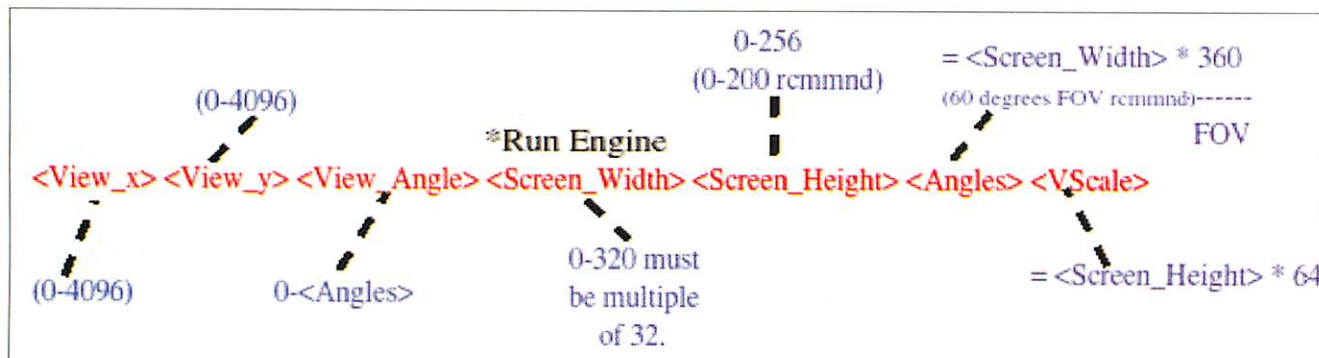 0-256
(0-200 rcmmnd)
= <Screen_Width> * 360
(60 degrees FOV rcmmnd)------
FOV
(0-4096)
*Run Engine
<View_x> <View_y> <View_Angle> <Screen_Width> <Screen_Height> <Angles> <VScale>
(0-4096)
0-<Angles>
0-320 must
be multiple
of 32.
= <Screen_Height> * 64